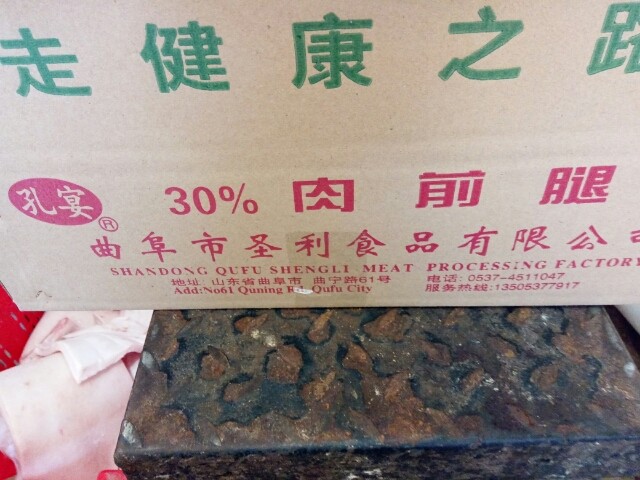 走健康之路
孔宴
R
30% 肉前腿
曲阜市圣利食品有限公司
SHANDONG QUFU SHENGLI MEAT PROCESSING FACTORY
地址: 山东省曲阜市 曲宁路61号
电话: 0537-4511047
Add:No61 Quning Rd, Qufu City
服务热线:13505377917